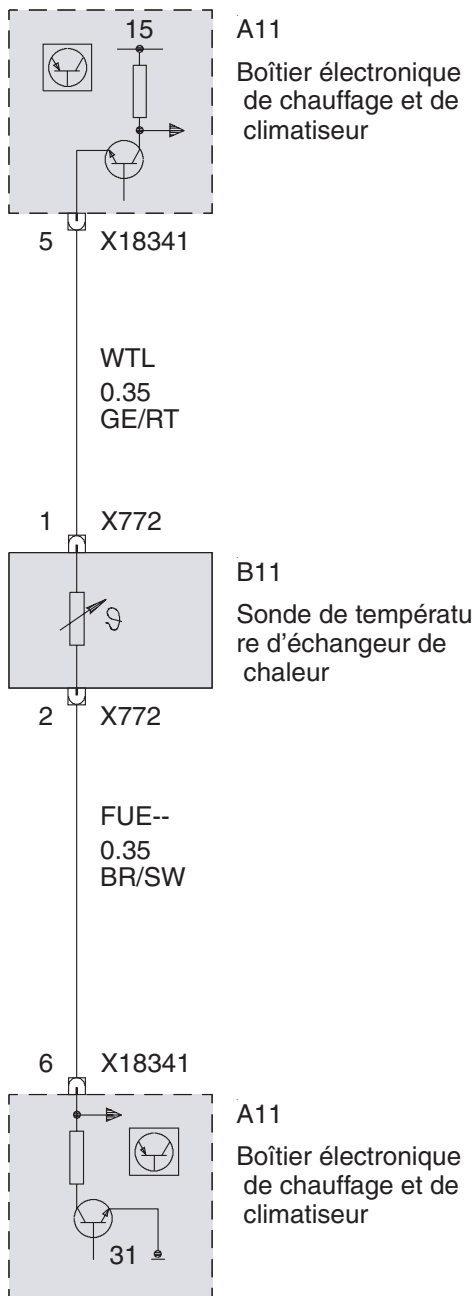 15
A11
Boîtier électronique
de chauffage et de
climatiseur
5 X18341
WTL
0.35
GE/RT
1 X772
B11
Sonde de températu
re d'échangeur de
chaleur
ϑ
2 X772
FUE--
0.35
BR/SW
6 X18341
A11
Boîtier électronique
de chauffage et de
climatiseur
31